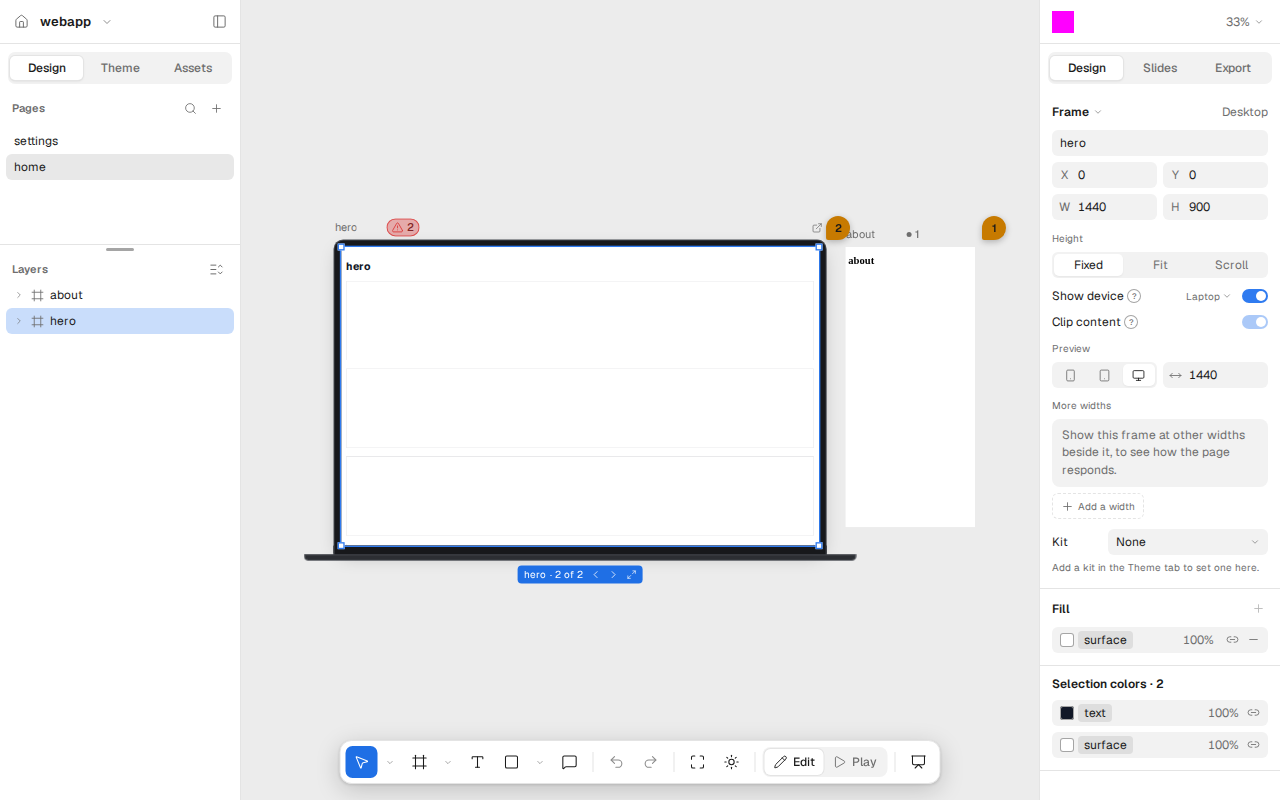 webapp
Design
Theme
Assets
Pages
settings
home
Layers
about
hero
hero
2
2
about
1
1
hero
about
hero · 2 of 2
Edit
Play
33%
Design
Slides
Export
Frame
Desktop
hero
X 0
Y 0
W 1440
H 900
Height
Fixed
Fit
Scroll
Show device ?
Laptop
Clip content ?
Preview
1440
More widths
Show this frame at other widths
beside it, to see how the page
responds.
Add a width
Kit
None
Add a kit in the Theme tab to set one here.
Fill
surface
100%
Selection colors · 2
text
100%
surface
100%